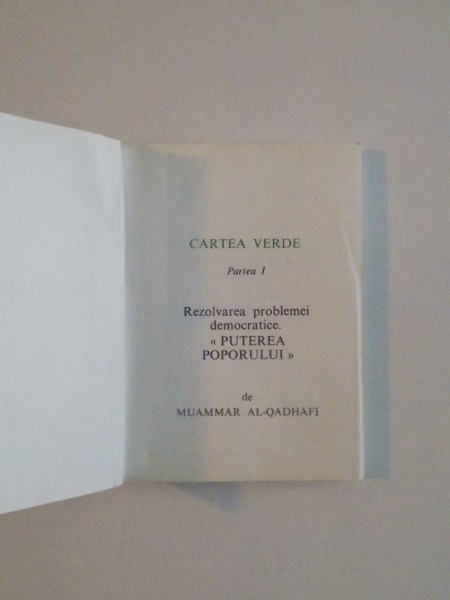 CARTEA VERDE
Partea I
Rezolvarea problemei
democratice.
« PUTEREA
POPORULUI »
de
MUAMMAR AL-QADHAFI